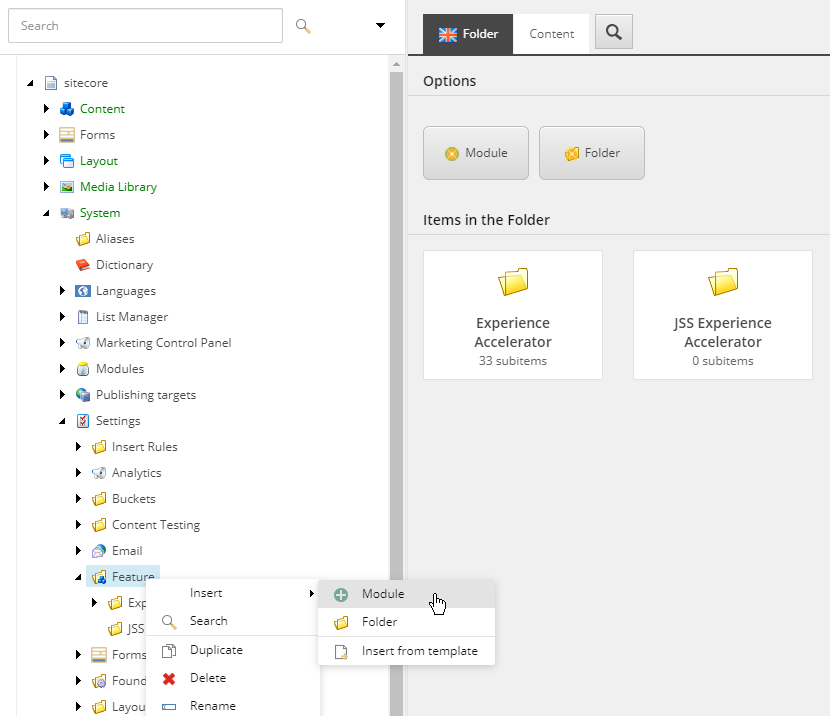 Search
sitecore
Content
Forms
Layout
Media Library
System
Aliases
Dictionary
Languages
List Manager
Marketing Control Panel
Modules
Publishing targets
Settings
Insert Rules
Analytics
Buckets
Content Testing
Email
Feature
Exp
JSS
Forms
Found
Layou
Insert
Search
Duplicate
Delete
Rename
Module
Folder
Insert from template
Folder
Content
Options
Module
Folder
Items in the Folder
Experience
Accelerator
33 subitems
JSS Experience
Accelerator
0 subitems